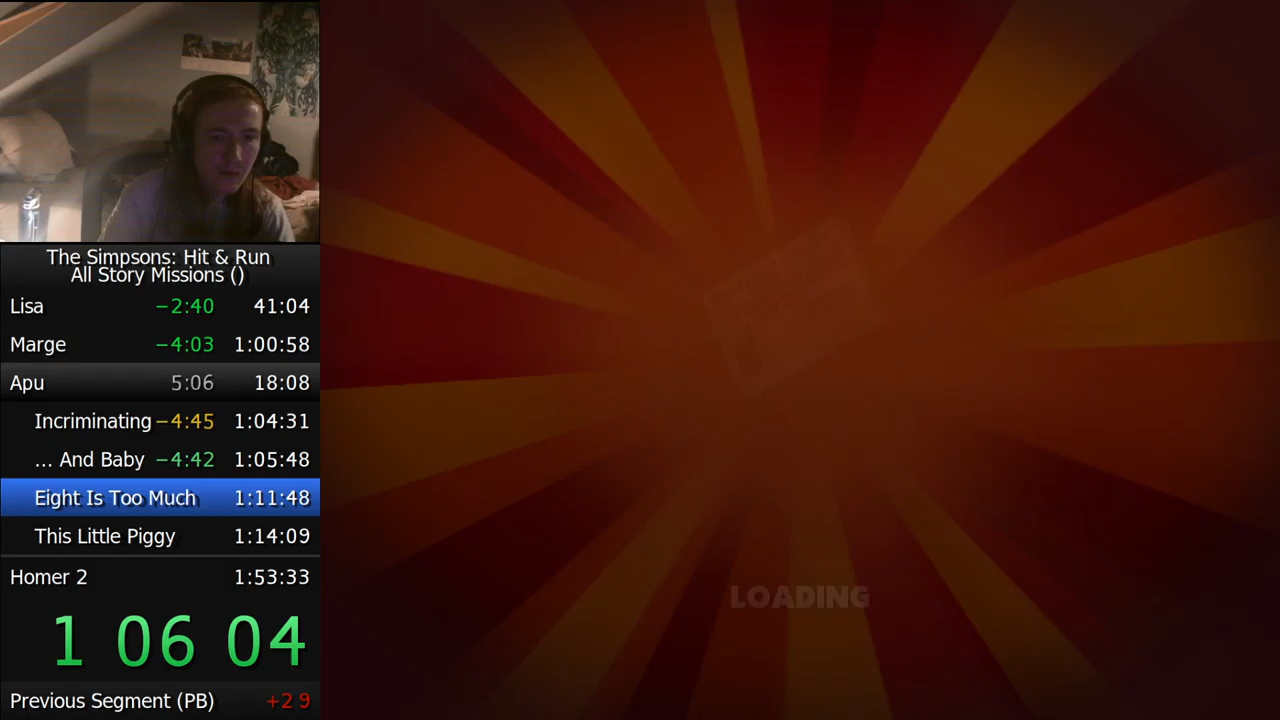 The Simpsons: Hit & Run
All Story Missions ()
Lisa −2:40 41:04
Marge −4:03 1:00:58
Apu 5:06 18:08
Incriminating −4:45 1:04:31
... And Baby −4:42 1:05:48
Eight Is Too Much 1:11:48
This Little Piggy 1:14:09
Homer 2 1:53:33
1 06 04
Previous Segment (PB) +2 9
LOADING